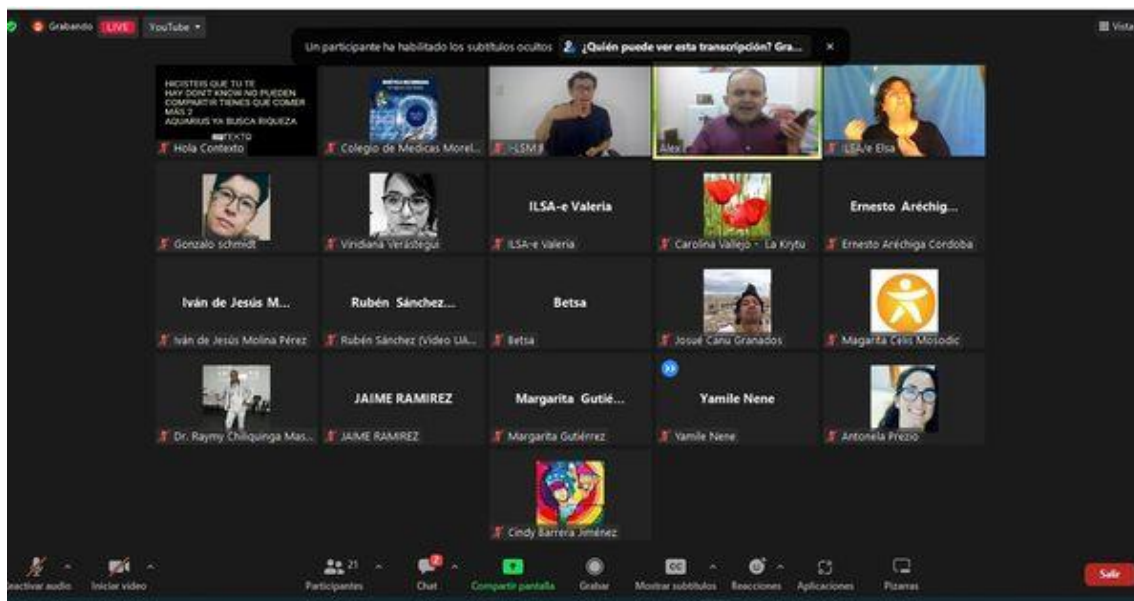 Grabando LIVE YouTube
Vista
Un participante ha habilitado los subtítulos ocultos ¿Quién puede ver esta transcripción? Gra...
HICISTEIS QUE TU TE
HAY DON'T KNOW NO PUEDEN
COMPARTIR TIENES QUE COMER
MÁS 2
AQUARIUS YA BUSCA RIQUEZA
Hola Contexto
Colegio de Medicas Morel...
Alex
ILSA/e Elsa
Gonzalo schmidt
Viridiana Verástegui
ILSA-e Valeria
ILSA-e Valeria
Carolina Vallejo - La Krytu
Ernesto Aréchig...
Ernesto Aréchiga Cordoba
Iván de Jesús M...
Iván de Jesús Molina Pérez
Rubén Sánchez...
Rubén Sánchez (Video UA...
Betsa
Betsa
Josué Canu Granados
Magarita Celis Mosodic
Dr. Raymy Chiliquinga Mas...
JAIME RAMIREZ
JAIME RAMIREZ
Margarita Gutié...
Margarita Gutiérrez
Yamile Nene
Yamile Nene
Antonela Prezio
Cindy Barrera Jiménez
Iniciar video
21
Participantes
2
Chat
Compartir pantalla
Grabar
CC
Mostrar subtítulos
Reacciones
Aplicaciones
Pizarras
Salir